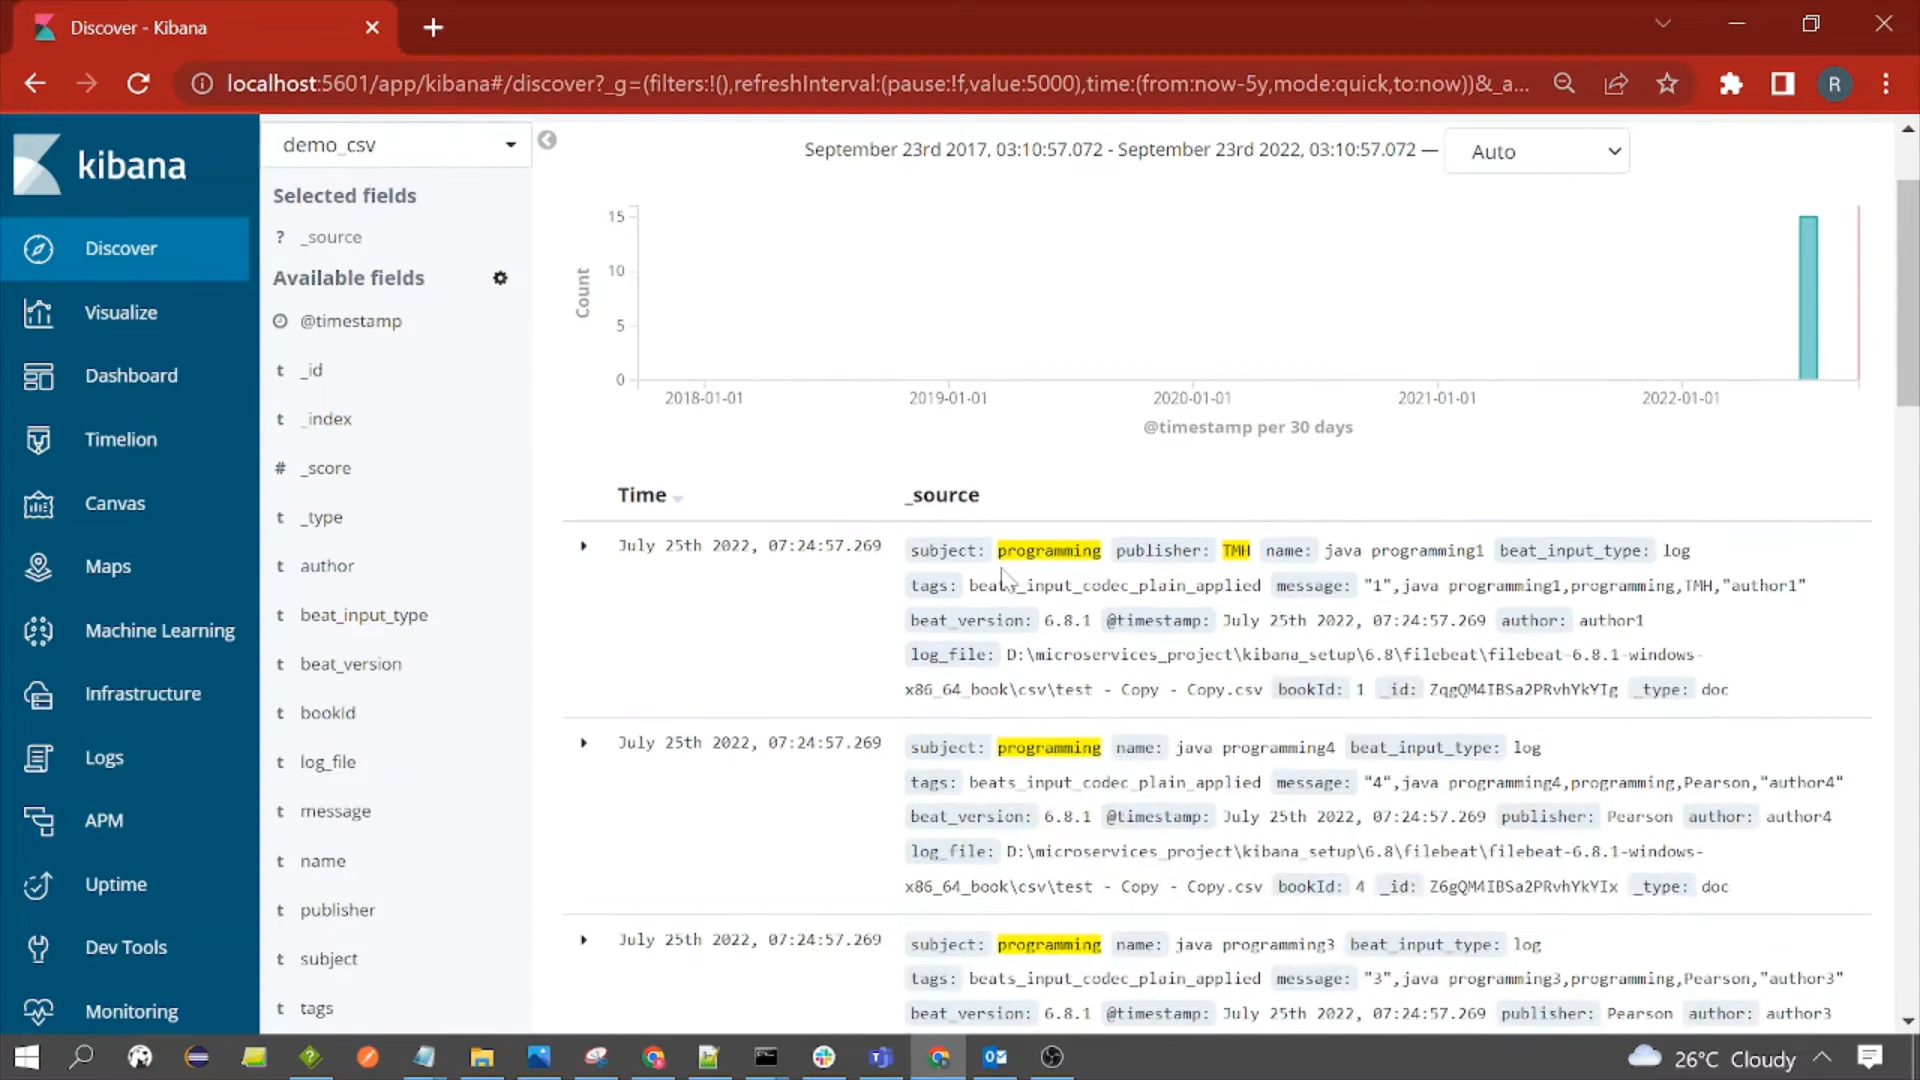 Discover - Kibana
localhost:5601/app/kibana#/discover?_g=(filters:!(),refreshInterval:(pause:!f,value:5000),time:(from:now-5y,mode:quick,to:now))&_a...
R
kibana
Discover
Visualize
Dashboard
Timelion
Canvas
Maps
Machine Learning
Infrastructure
Logs
APM
Uptime
Dev Tools
Monitoring
demo_csv
Selected fields
? _source
Available fields
@timestamp
t _id
t _index
# _score
t _type
t author
t beat_input_type
t beat_version
t bookId
t log_file
t message
t name
t publisher
t subject
t tags
September 23rd 2017, 03:10:57.072 - September 23rd 2022, 03:10:57.072 — Auto
15
10
5
0
Count
2018-01-01 2019-01-01 2020-01-01 2021-01-01 2022-01-01
@timestamp per 30 days
Time _source
July 25th 2022, 07:24:57.269 subject: programming publisher: TMH name: java programming1 beat_input_type: log
tags: beats_input_codec_plain_applied message: "1",java programming1,programming,TMH,"author1"
beat_version: 6.8.1 @timestamp: July 25th 2022, 07:24:57.269 author: author1
log_file: D:\microservices_project\kibana_setup\6.8\filebeat\filebeat-6.8.1-windows-
x86_64_book\csv\test - Copy - Copy.csv bookId: 1 _id: ZqgQM4IBSa2PRvhYkYIg _type: doc
July 25th 2022, 07:24:57.269 subject: programming name: java programming4 beat_input_type: log
tags: beats_input_codec_plain_applied message: "4",java programming4,programming,Pearson,"author4"
beat_version: 6.8.1 @timestamp: July 25th 2022, 07:24:57.269 publisher: Pearson author: author4
log_file: D:\microservices_project\kibana_setup\6.8\filebeat\filebeat-6.8.1-windows-
x86_64_book\csv\test - Copy - Copy.csv bookId: 4 _id: Z6gQM4IBSa2PRvhYkYIx _type: doc
July 25th 2022, 07:24:57.269 subject: programming name: java programming3 beat_input_type: log
tags: beats_input_codec_plain_applied message: "3",java programming3,programming,Pearson,"author3"
beat_version: 6.8.1 @timestamp: July 25th 2022, 07:24:57.269 publisher: Pearson author: author3
26°C Cloudy